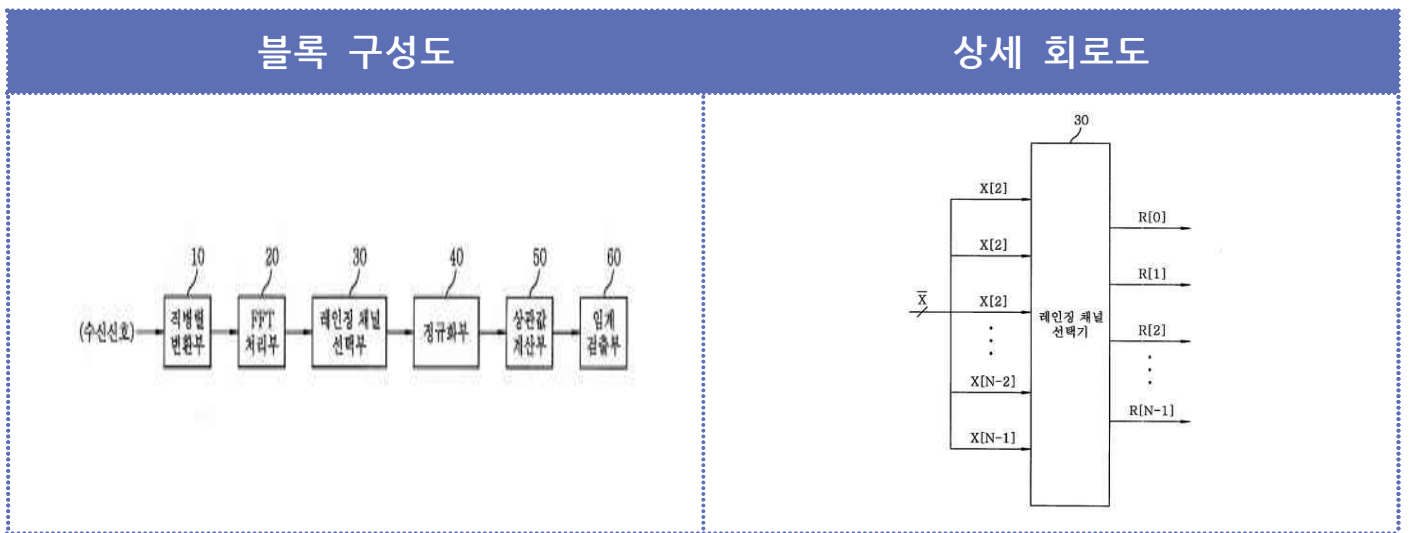 블록 구성도
상세 회로도
10
20
30
40
50
60
(수신신호)
직병렬
변환부
FFT
처리부
레인징 채널
선택부
정규화부
상관값
계산부
임계
검출부
30
X[2]
X[2]
X
X[2]
X[N-2]
X[N-1]
레인징 채널
선택기
R[0]
R[1]
R[2]
R[N-1]